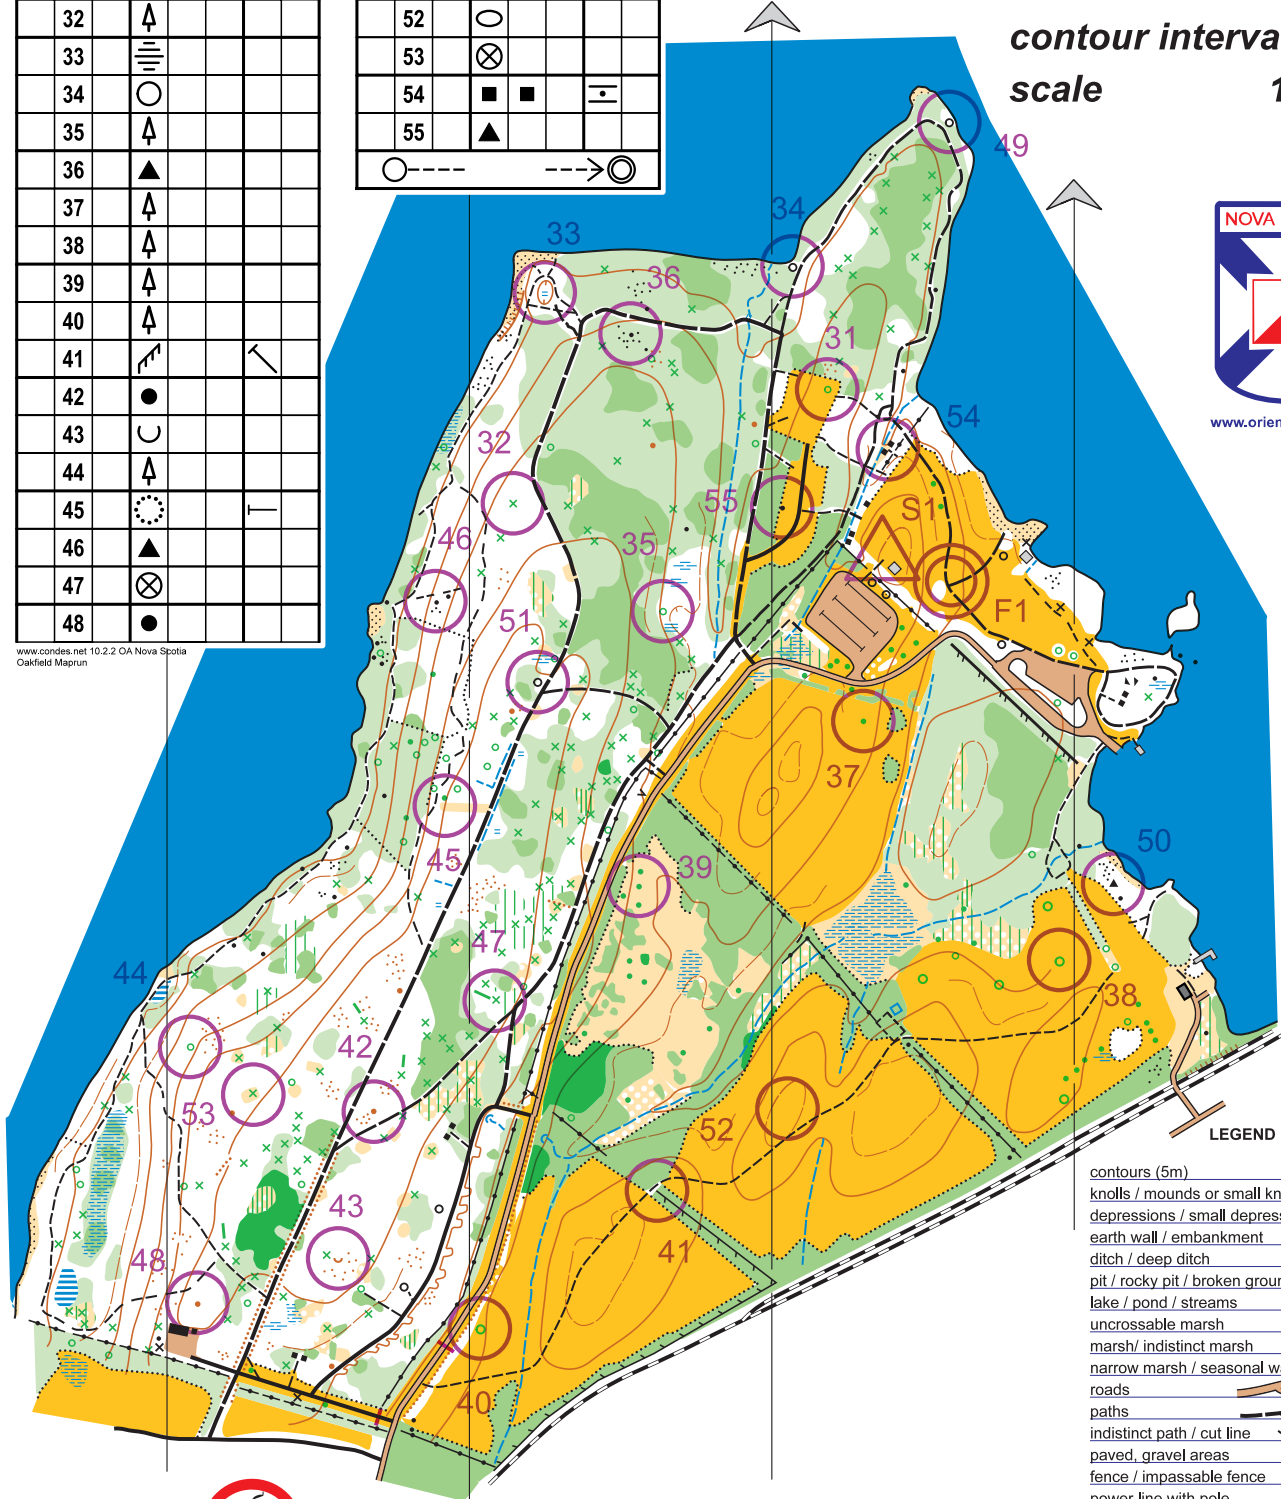 32
33
34
35
36
37
38
39
40
41
42
43
44
45
46
47
48
52
53
54
55
www.condes.net 10.2.2 OA Nova Scotia
Oakfield Maprun
contour interva
scale 1
NOVA
www.orien
49
34
33
36
31
54
32
55
S1
46
35
51
F1
37
45
50
39
47
38
44
42
53
52
43
41
48
40
LEGEND
contours (5m)
knolls / mounds or small kn
depressions / small depress
earth wall / embankment
ditch / deep ditch
pit / rocky pit / broken groun
lake / pond / streams
uncrossable marsh
marsh/ indistinct marsh
narrow marsh / seasonal wa
roads
paths
indistinct path / cut line
paved, gravel areas
fence / impassable fence
power line with pole